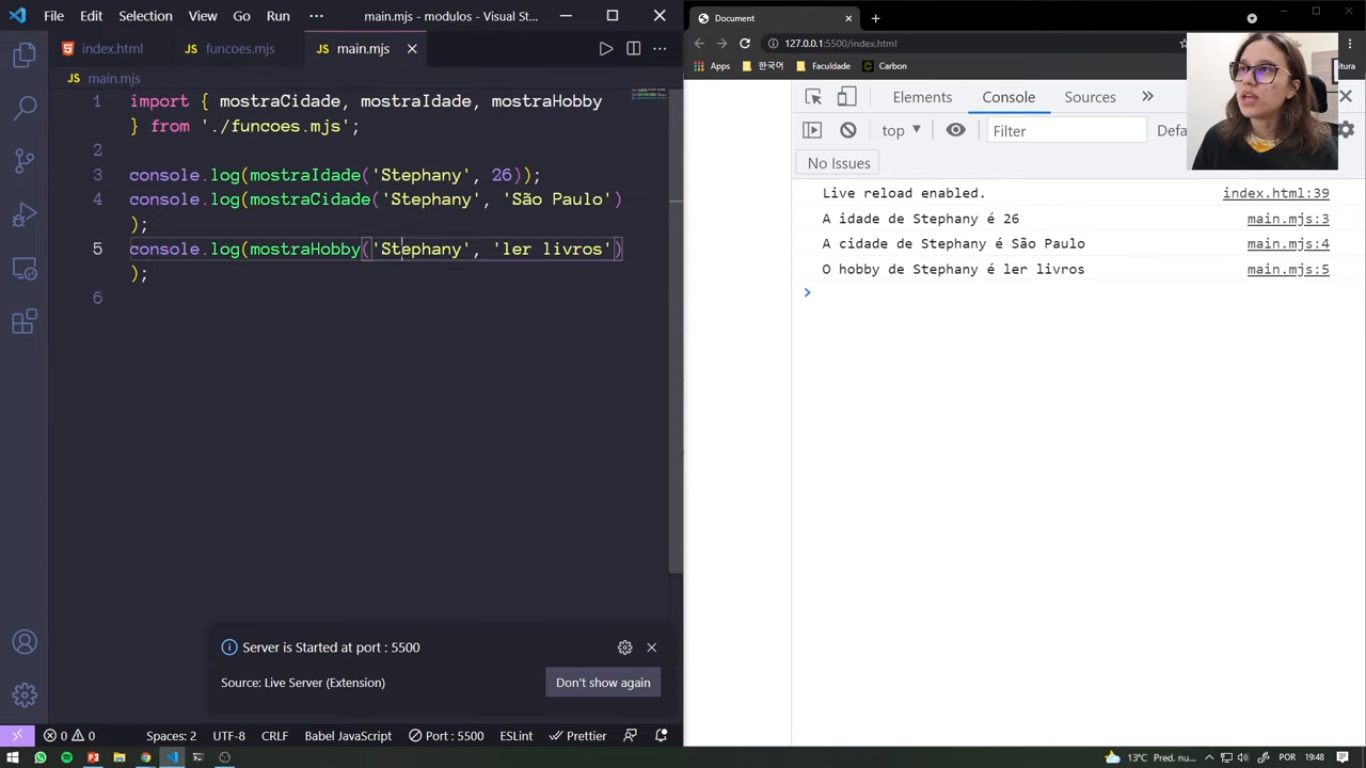 File Edit Selection View Go Run ··· main.mjs - modulos - Visual St...
index.html JS funcoes.mjs JS main.mjs
JS main.mjs
1 import { mostraCidade, mostraIdade, mostraHobby
} from './funcoes.mjs';
2
3 console.log(mostraIdade('Stephany', 26));
4 console.log(mostraCidade('Stephany', 'São Paulo')
);
5 console.log(mostraHobby('Stephany', 'ler livros')
);
6
Server is Started at port : 5500
Source: Live Server (Extension)
Don't show again
0 0 Spaces: 2 UTF-8 CRLF Babel JavaScript Port : 5500 ESLint Prettier
Document
127.0.0.1:5500/index.html
Apps 한국어 Faculdade Carbon
Elements Console Sources
top Filter
No Issues
Live reload enabled. index.html:39
A idade de Stephany é 26 main.mjs:3
A cidade de Stephany é São Paulo main.mjs:4
O hobby de Stephany é ler livros main.mjs:5
13°C Pred. nu... POR 19:48